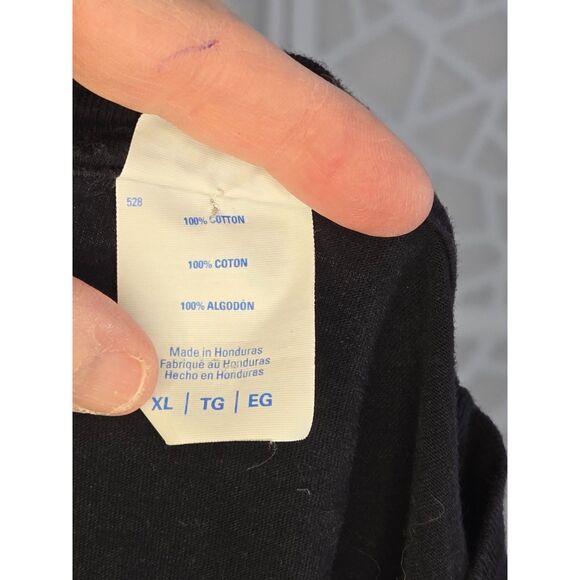 528
100% COTTON
100% COTON
100% ALGODÓN
Made in Honduras
Fabriqué au Honduras
Hecho en Honduras
XL | TG | EG